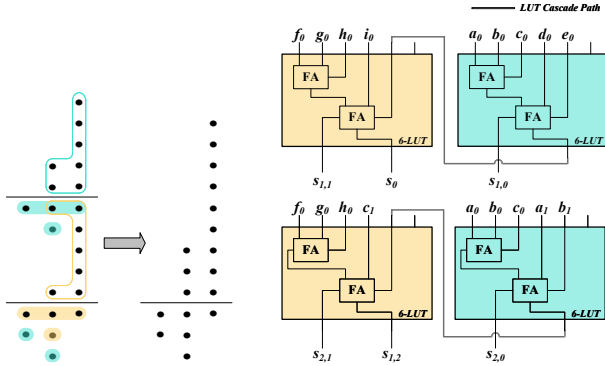 LUT Cascade Path
f₀ g₀ h₀ i₀ a₀ b₀ c₀ d₀ e₀
FA FA
FA FA
6-LUT 6-LUT
s₁,₁ s₀ s₁,₀
f₀ g₀ h₀ c₁ a₀ b₀ c₀ a₁ b₁
FA FA
FA FA
6-LUT 6-LUT
s₂,₁ s₁,₂ s₂,₀